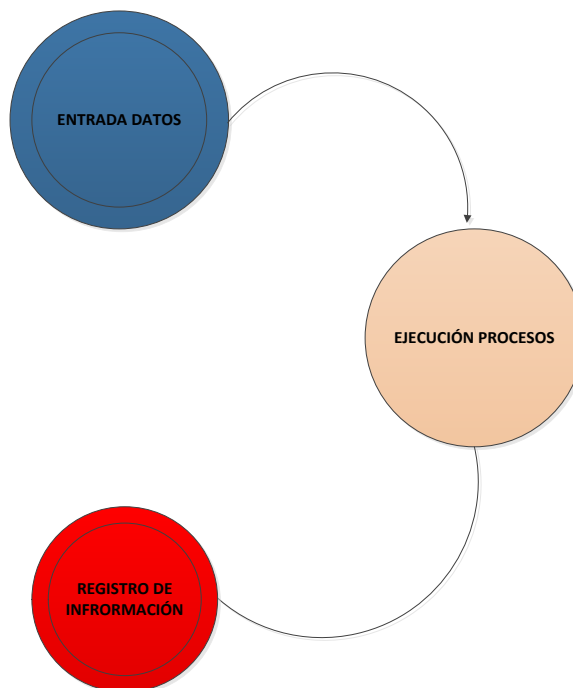 ENTRADA DATOS
EJECUCIÓN PROCESOS
REGISTRO DE
INFRORMACIÓN